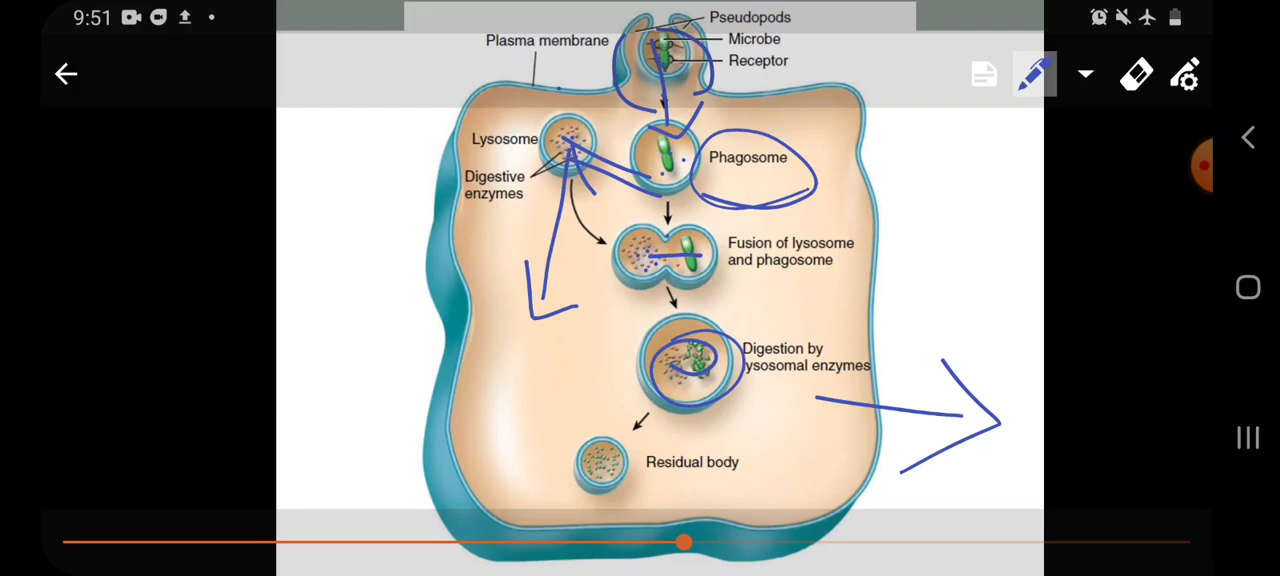 9:51
Pseudopods
Plasma membrane
Microbe
Receptor
Lysosome
Digestive
enzymes
Phagosome
Fusion of lysosome
and phagosome
Digestion by
lysosomal enzymes
Residual body